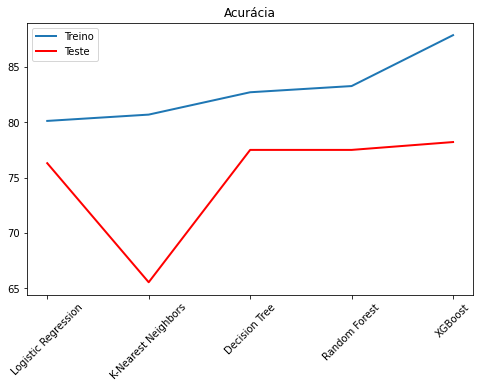 Acurácia
Treino
Teste
85
80
75
70
65
Logistic Regression
K-Nearest Neighbors
Decision Tree
Random Forest
XGBoost